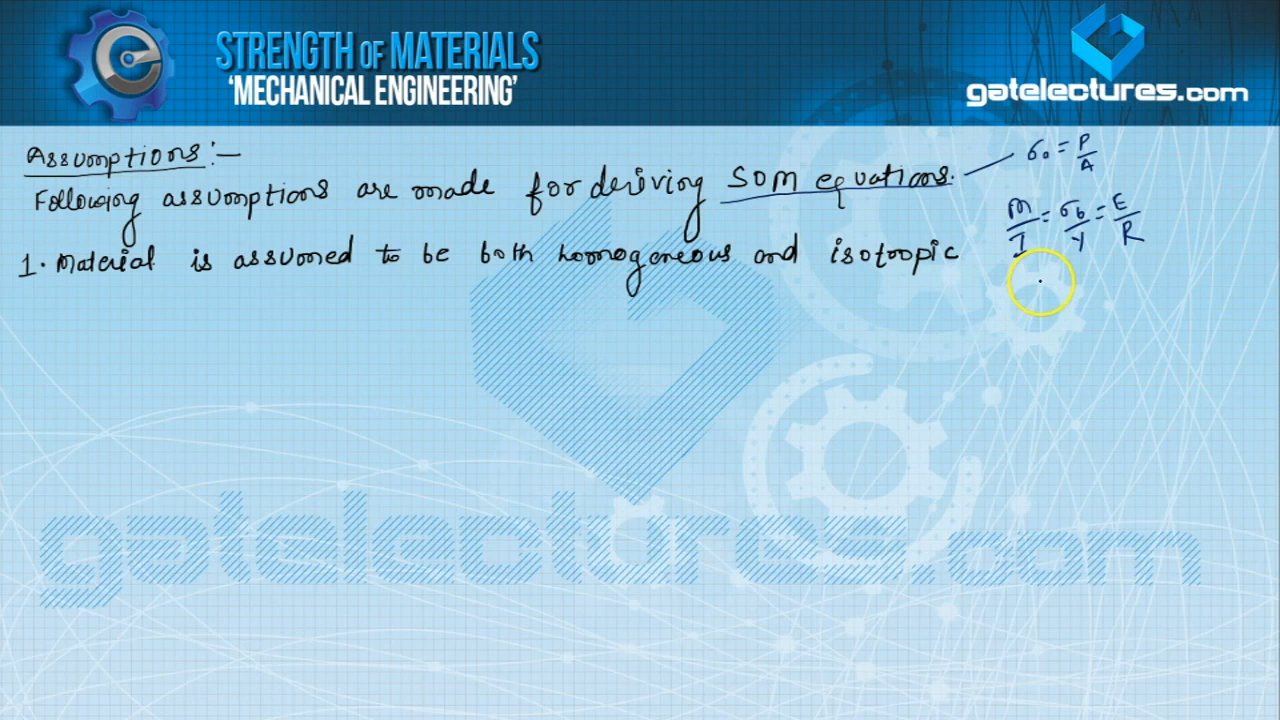 STRENGTH OF MATERIALS
'MECHANICAL ENGINEERING'
gatelectures.com
Assumptions:-
Following assumptions are made for deriving SOM equations.
σ₀ = P/A
M/I = σb/y = E/R
1. Material is assumed to be both homogeneous and isotropic
gatelectures.com